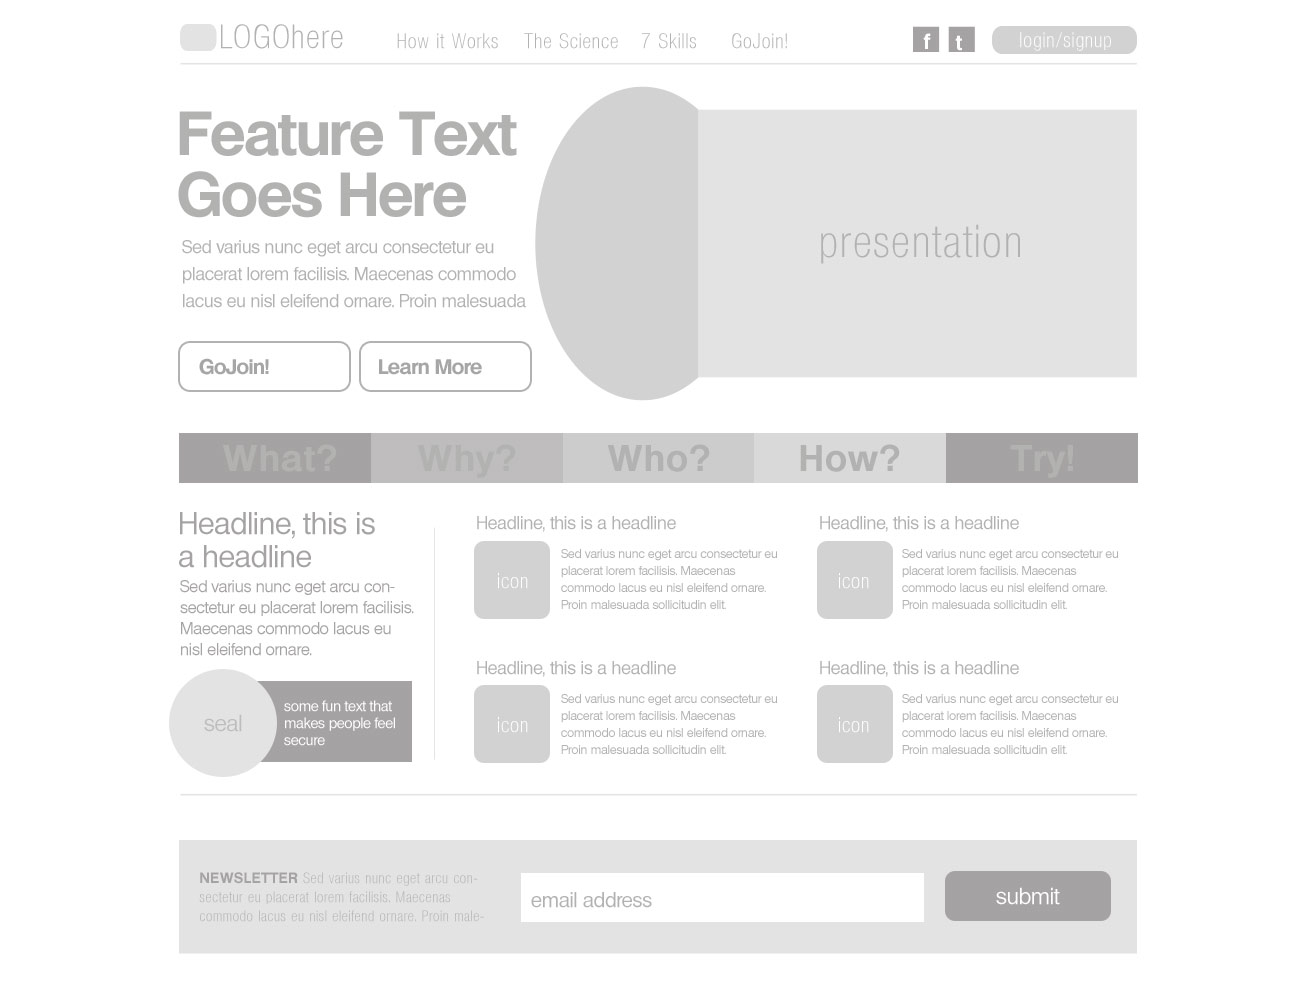 LOGOhere
How it Works
The Science
7 Skills
GoJoin!
f
t
login/signup
Feature Text
Goes Here
Sed varius nunc eget arcu consectetur eu
placerat lorem facilisis. Maecenas commodo
lacus eu nisl eleifend ornare. Proin malesuada
GoJoin!
Learn More
presentation
What?
Why?
Who?
How?
Try!
Headline, this is
a headline
Sed varius nunc eget arcu con-
sectetur eu placerat lorem facilisis.
Maecenas commodo lacus eu
nisl eleifend ornare.
seal
some fun text that
makes people feel
secure
Headline, this is a headline
icon
Sed varius nunc eget arcu consectetur eu
placerat lorem facilisis. Maecenas
commodo lacus eu nisl eleifend ornare.
Proin malesuada sollicitudin elit.
Headline, this is a headline
icon
Sed varius nunc eget arcu consectetur eu
placerat lorem facilisis. Maecenas
commodo lacus eu nisl eleifend ornare.
Proin malesuada sollicitudin elit.
Headline, this is a headline
icon
Sed varius nunc eget arcu consectetur eu
placerat lorem facilisis. Maecenas
commodo lacus eu nisl eleifend ornare.
Proin malesuada sollicitudin elit.
Headline, this is a headline
icon
Sed varius nunc eget arcu consectetur eu
placerat lorem facilisis. Maecenas
commodo lacus eu nisl eleifend ornare.
Proin malesuada sollicitudin elit.
NEWSLETTER Sed varius nunc eget arcu con-
sectetur eu placerat lorem facilisis. Maecenas
commodo lacus eu nisl eleifend ornare. Proin male-
email address
submit